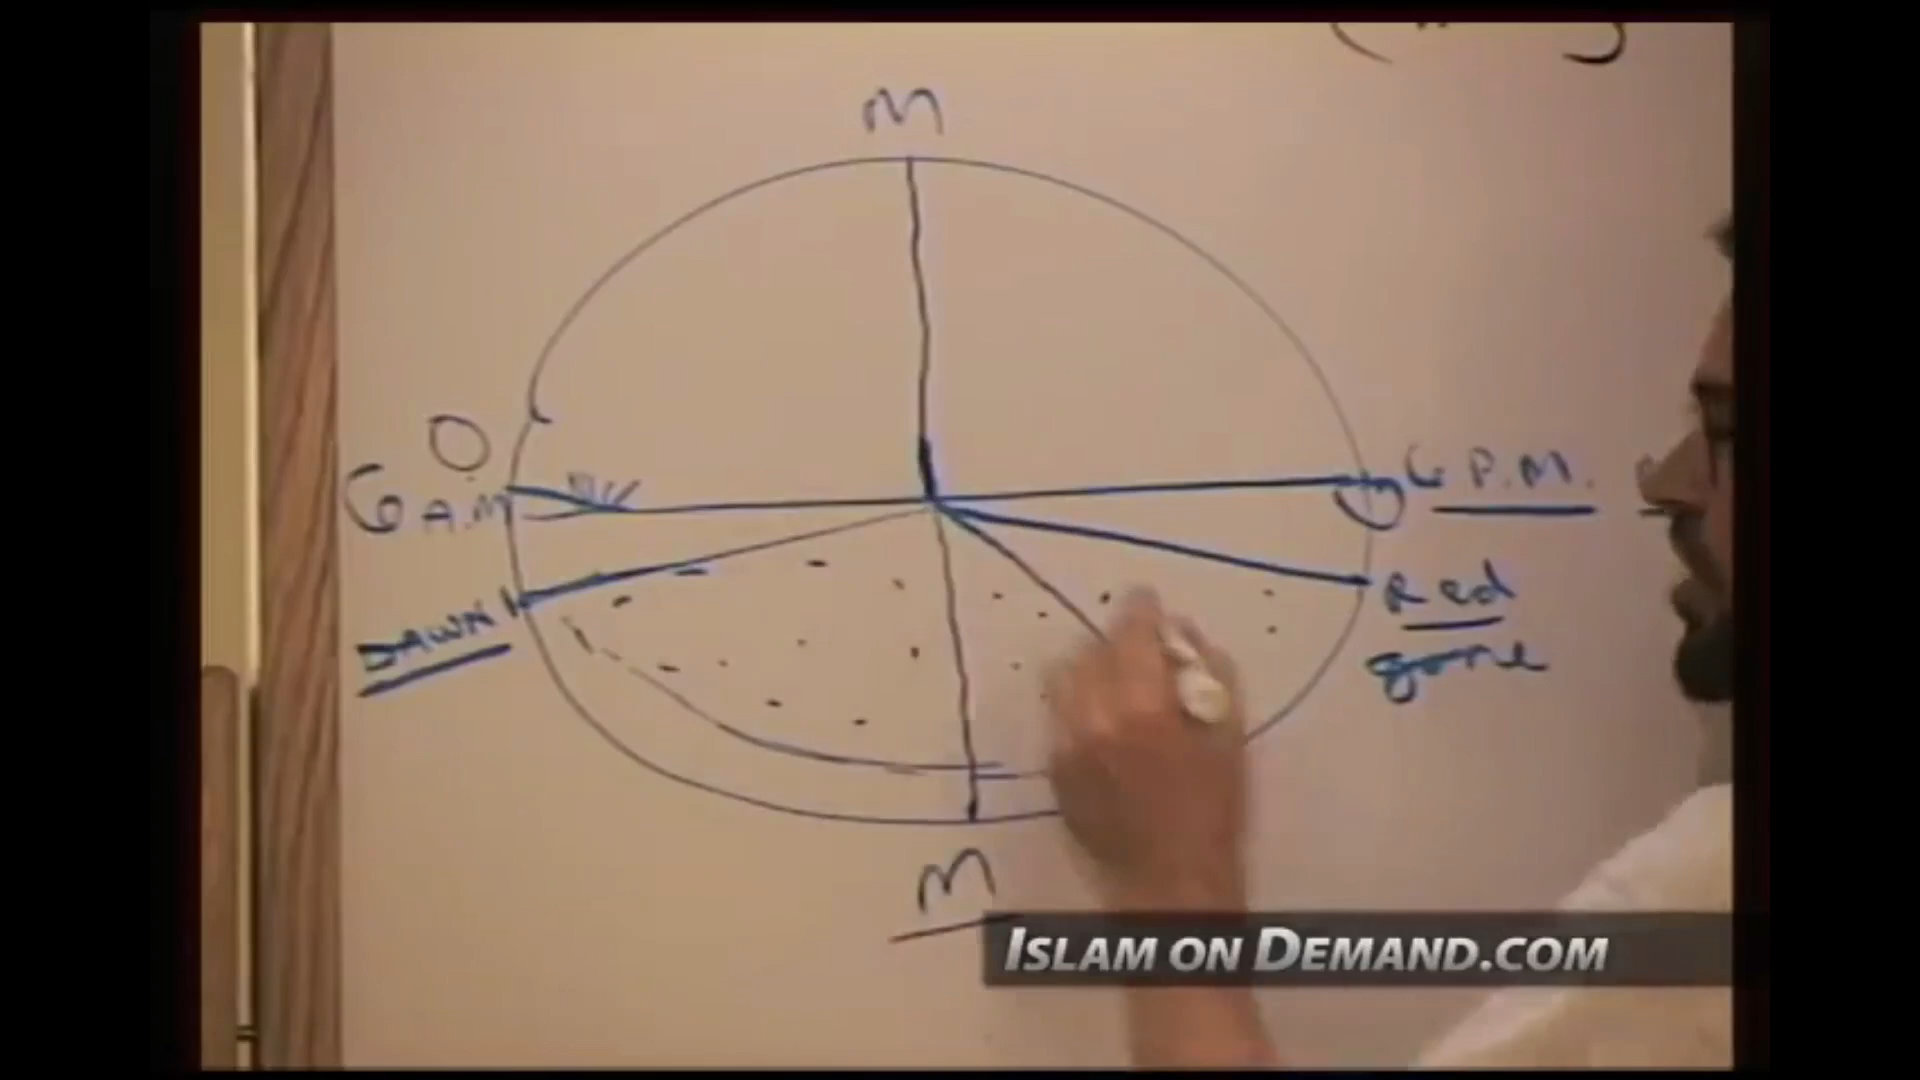 M
6 A.M
6 P.M.
DAWN
Red
gone
M
ISLAM ON DEMAND.COM